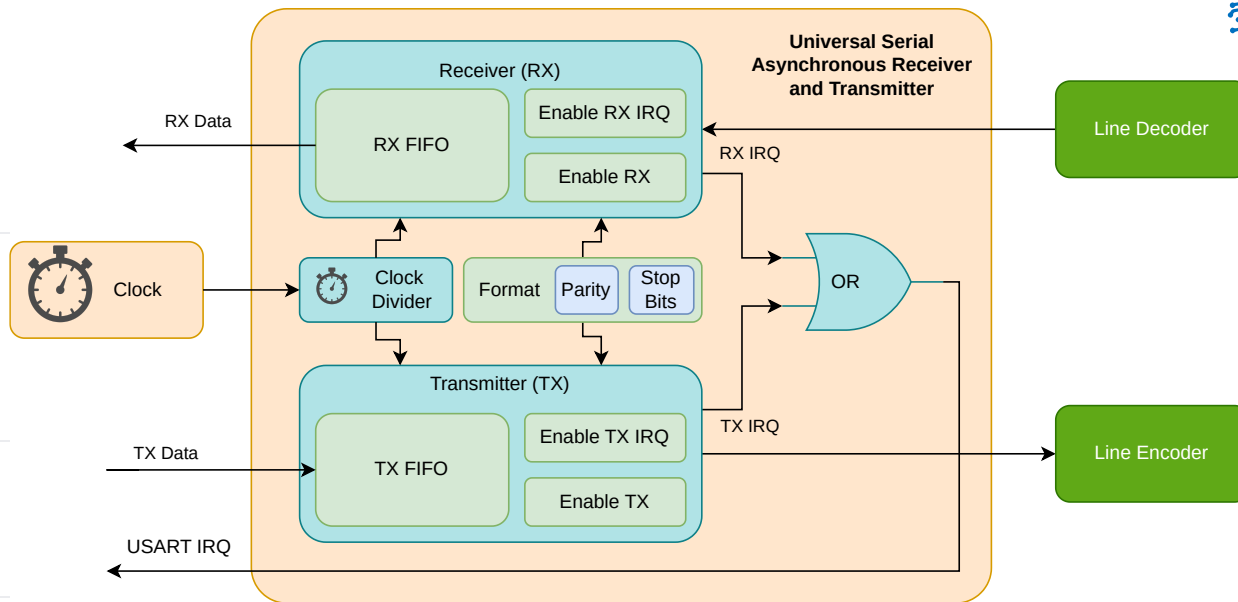 Universal Serial
Asynchronous Receiver
and Transmitter
Receiver (RX)
RX FIFO
Enable RX IRQ
Enable RX
RX Data
RX IRQ
Line Decoder
Clock
Clock
Divider
Format
Parity
Stop
Bits
OR
Transmitter (TX)
TX FIFO
Enable TX IRQ
Enable TX
TX Data
TX IRQ
Line Encoder
USART IRQ